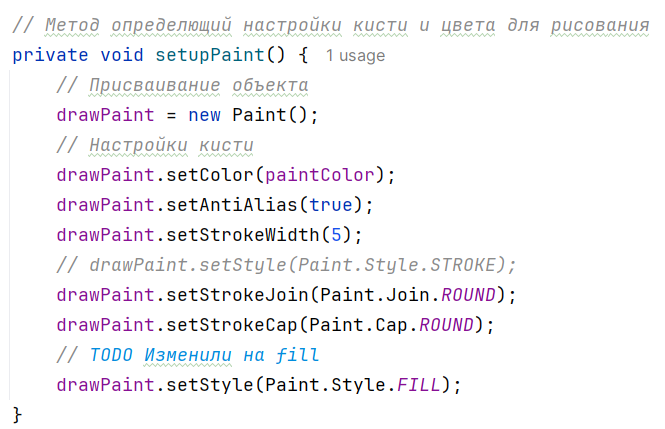 // Метод определющий настройки кисти и цвета для рисования
private void setupPaint() { 1 usage
// Присваивание объекта
drawPaint = new Paint();
// Настройки кисти
drawPaint.setColor(paintColor);
drawPaint.setAntiAlias(true);
drawPaint.setStrokeWidth(5);
// drawPaint.setStyle(Paint.Style.STROKE);
drawPaint.setStrokeJoin(Paint.Join.ROUND);
drawPaint.setStrokeCap(Paint.Cap.ROUND);
// TODO Изменили на fill
drawPaint.setStyle(Paint.Style.FILL);
}